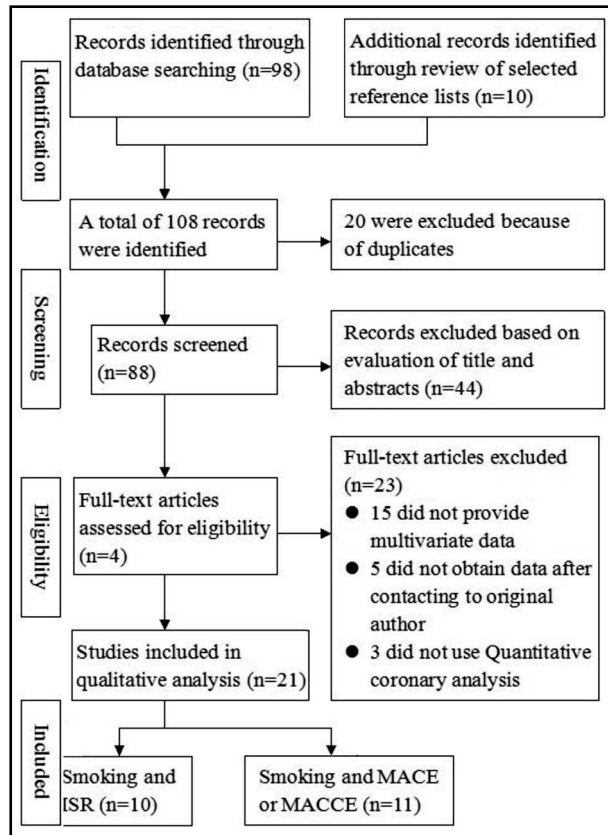 Identification
Records identified through
database searching (n=98)
Additional records identified
through review of selected
reference lists (n=10)
A total of 108 records
were identified
20 were excluded because
of duplicates
Screening
Records screened
(n=88)
Records excluded based on
evaluation of title and
abstracts (n=44)
Eligibility
Full-text articles
assessed for eligibility
(n=4)
Full-text articles excluded
(n=23)
● 15 did not provide
multivariate data
● 5 did not obtain data after
contacting to original
author
● 3 did not use Quantitative
coronary analysis
Studies included in
qualitative analysis (n=21)
Included
Smoking and
ISR (n=10)
Smoking and MACE
or MACCE (n=11)